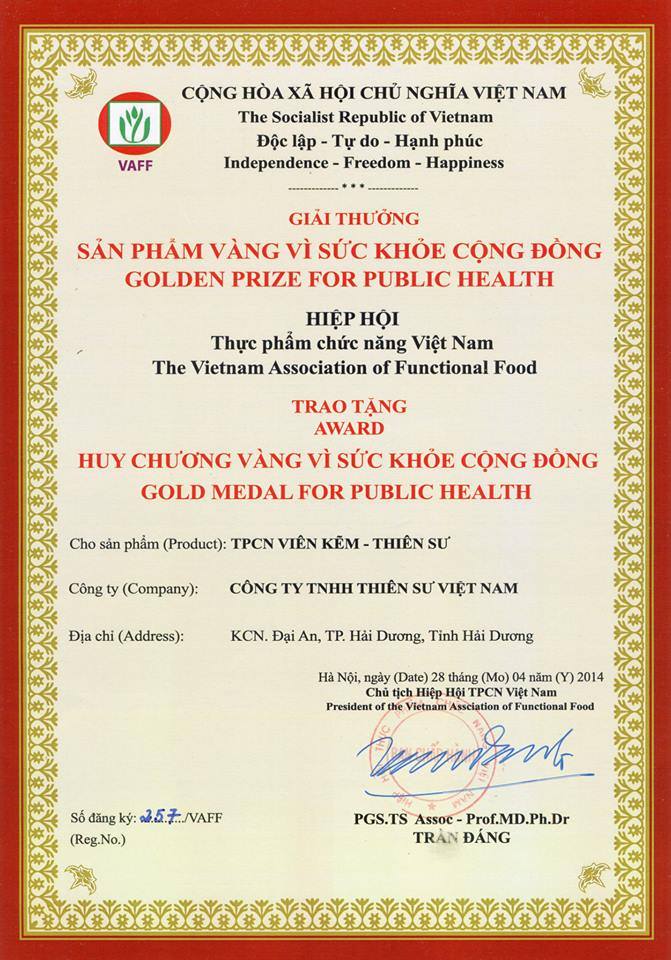 CỘNG HÒA XÃ HỘI CHỦ NGHĨA VIỆT NAM
The Socialist Republic of Vietnam
Độc lập - Tự do - Hạnh phúc
Independence - Freedom - Happiness
------------- * * * -------------
VAFF
GIẢI THƯỞNG
SẢN PHẨM VÀNG VÌ SỨC KHỎE CỘNG ĐỒNG
GOLDEN PRIZE FOR PUBLIC HEALTH
HIỆP HỘI
Thực phẩm chức năng Việt Nam
The Vietnam Association of Functional Food
TRAO TẶNG
AWARD
HUY CHƯƠNG VÀNG VÌ SỨC KHỎE CỘNG ĐỒNG
GOLD MEDAL FOR PUBLIC HEALTH
Cho sản phẩm (Product): TPCN VIÊN KẼM - THIÊN SƯ
Công ty (Company): CÔNG TY TNHH THIÊN SƯ VIỆT NAM
Địa chỉ (Address): KCN. Đại An, TP. Hải Dương, Tỉnh Hải Dương
Hà Nội, ngày (Date) 28 tháng (Mo) 04 năm (Y) 2014
Chủ tịch Hiệp Hội TPCN Việt Nam
President of the Vietnam Assciation of Functional Food
BAN CHẤP HÀNH
Số đăng ký: 257/VAFF
(Reg.No.)
PGS.TS Assoc - Prof.MD.Ph.Dr
TRẦN ĐÁNG